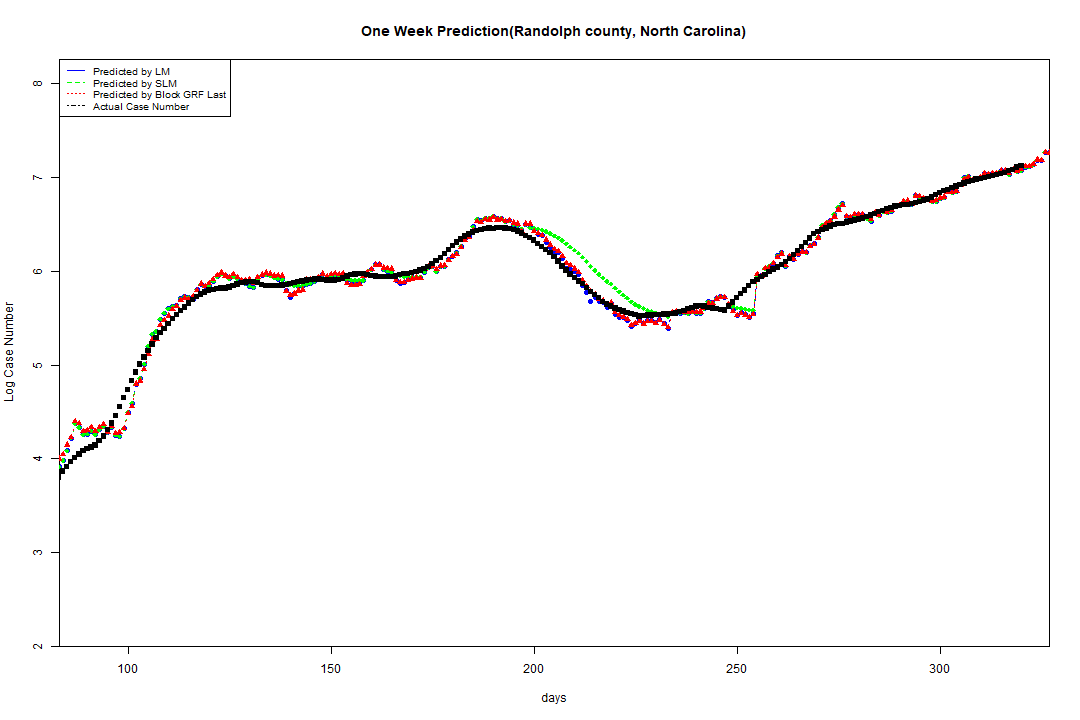 One Week Prediction(Randolph county, North Carolina)
Predicted by LM
Predicted by SLM
Predicted by Block GRF Last
Actual Case Number
8
7
6
5
4
3
2
Log Case Number
100 150 200 250 300
days